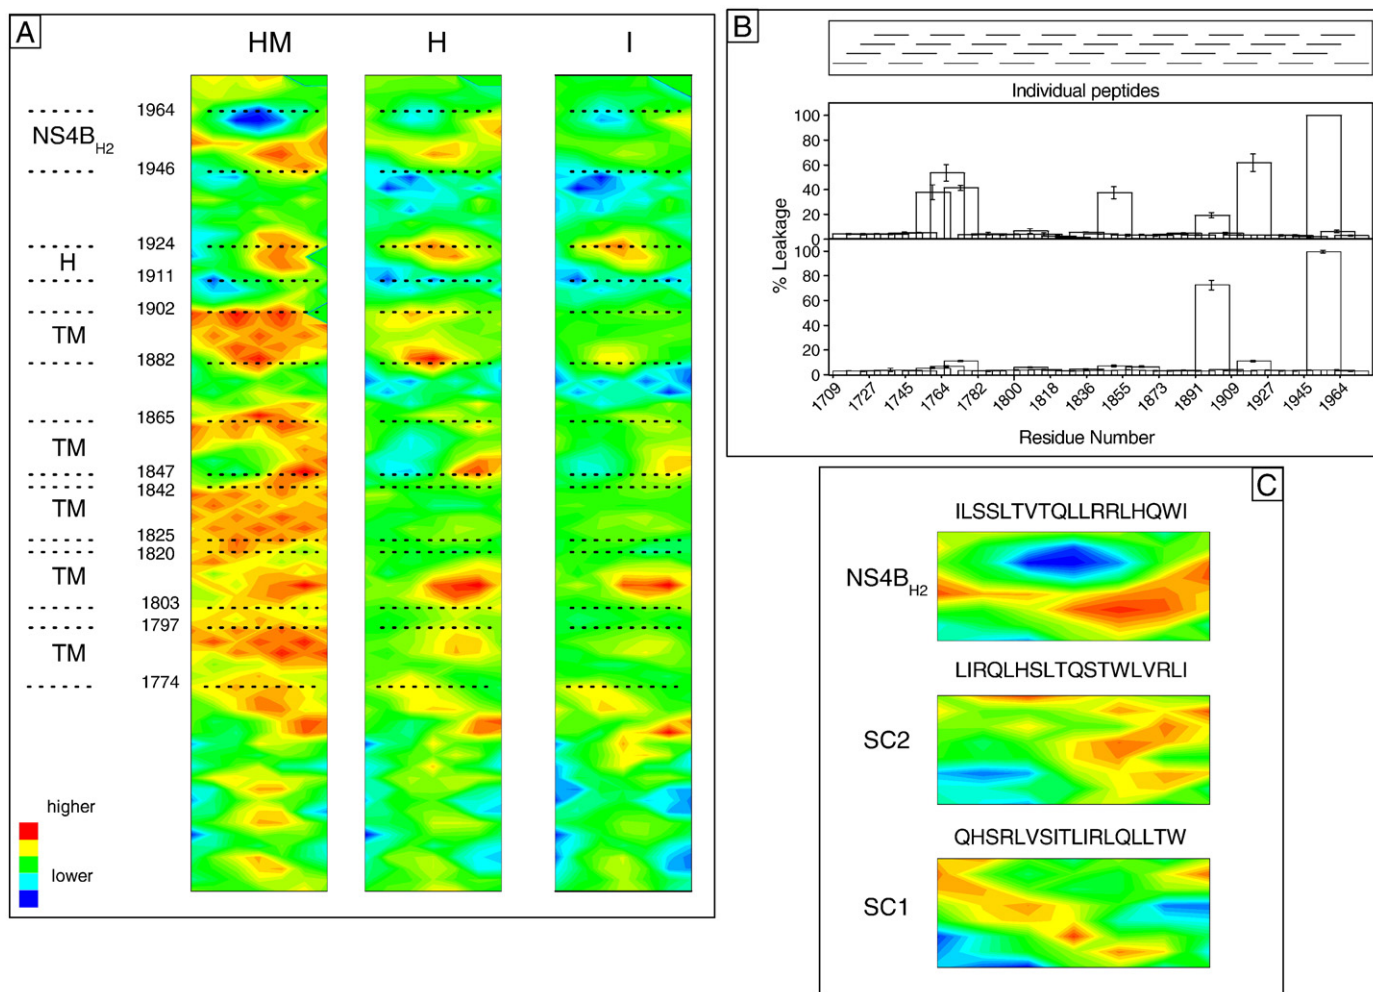 A
HM H I
1964
NS4BH2
1946
1924
H
1911
1902
TM
1882
1865
TM
1847
1842
TM
1825
1820
TM
1803
1797
TM
1774
higher
lower
B
Individual peptides
100
80
60
40
20
0
100
80
60
40
20
0
% Leakage
1709 1727 1745 1764 1782 1800 1818 1836 1855 1873 1891 1909 1927 1945 1964
Residue Number
C
ILSSLTVTQLLRRLHQWI
NS4BH2
LIRQLHSLTQSTWLVRLI
SC2
QHSRLVSITLIRLQLLTW
SC1